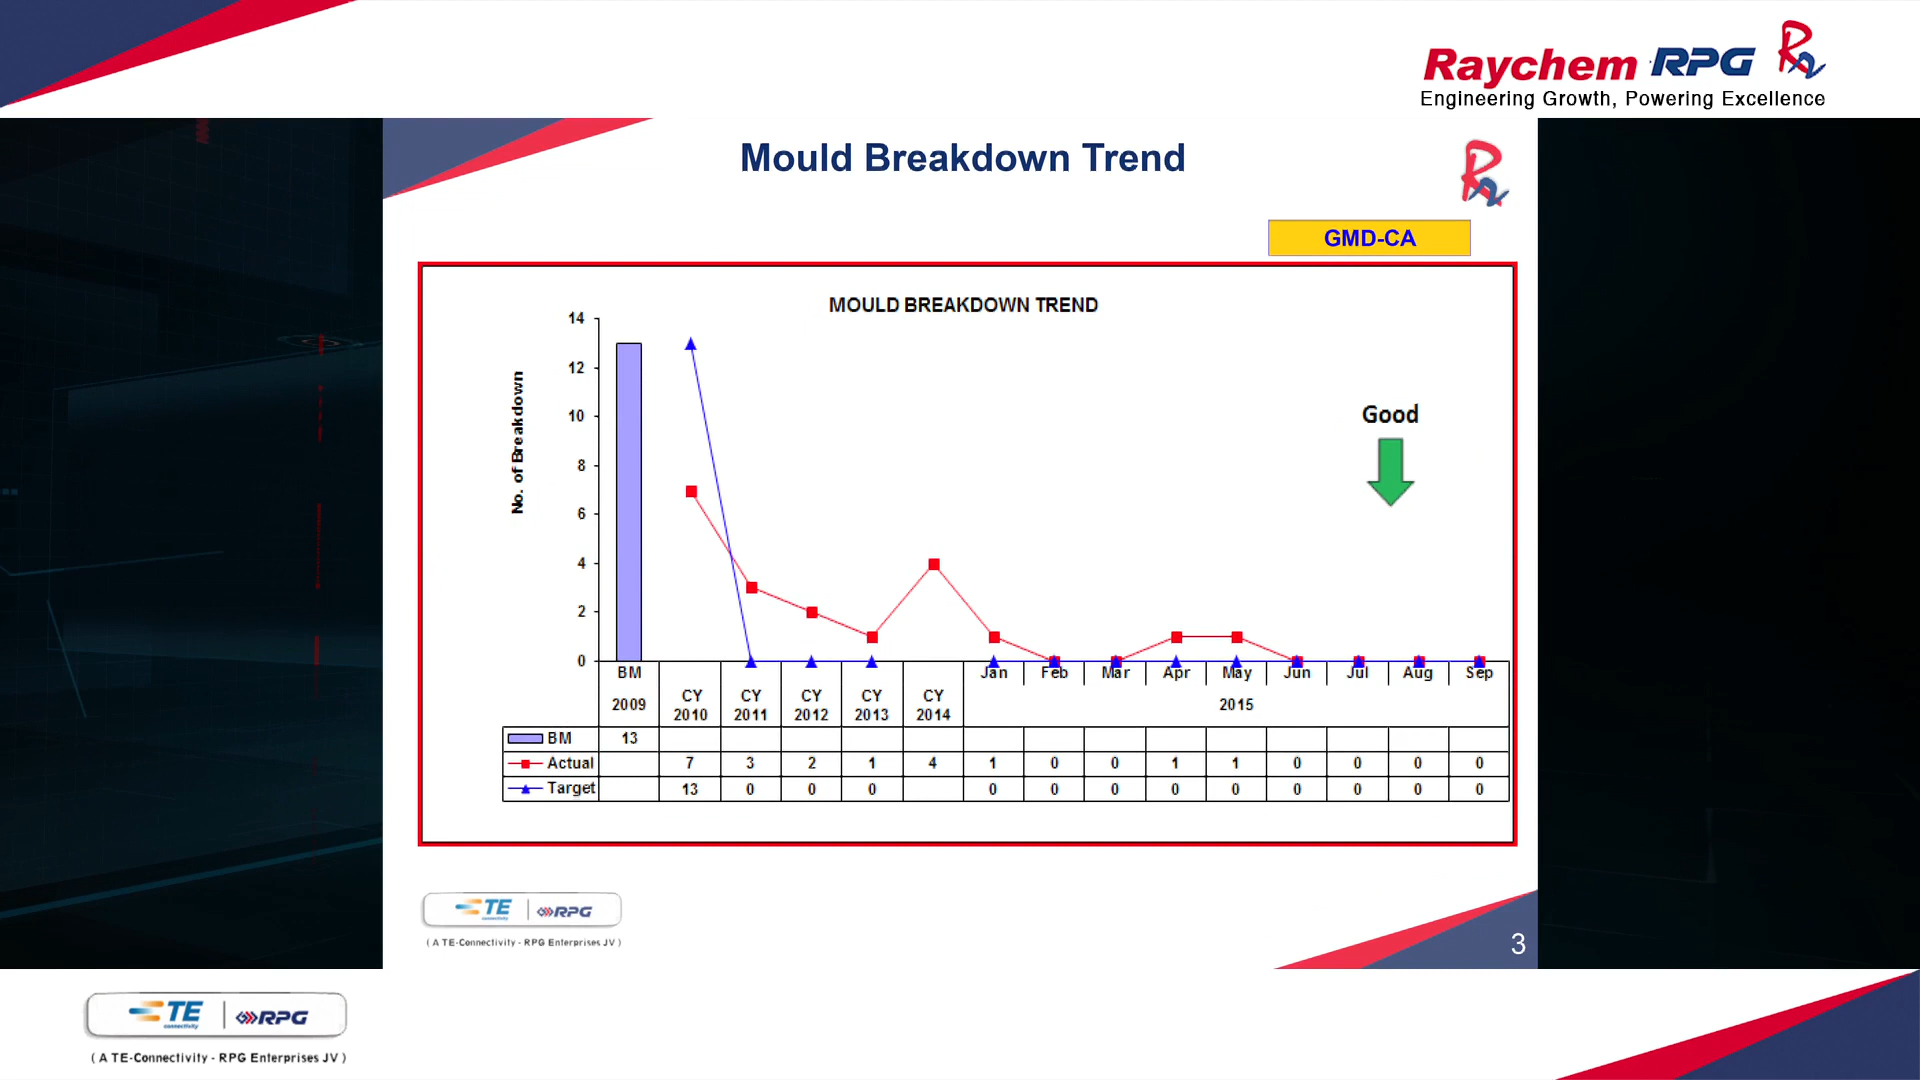 Raychem RPG
Engineering Growth, Powering Excellence
Mould Breakdown Trend
GMD-CA
MOULD BREAKDOWN TREND
No. of Breakdown
14
12
10
8
6
4
2
0
Good
BM Jan Feb Mar Apr May Jun Jul Aug Sep
2009 CY 2010 CY 2011 CY 2012 CY 2013 CY 2014 2015
BM 13
Actual 7 3 2 1 4 1 0 0 1 1 0 0 0 0
Target 13 0 0 0 0 0 0 0 0 0 0 0 0
TE connectivity RPG
( A TE-Connectivity - RPG Enterprises JV )
3
TE connectivity RPG
( A TE-Connectivity - RPG Enterprises JV )